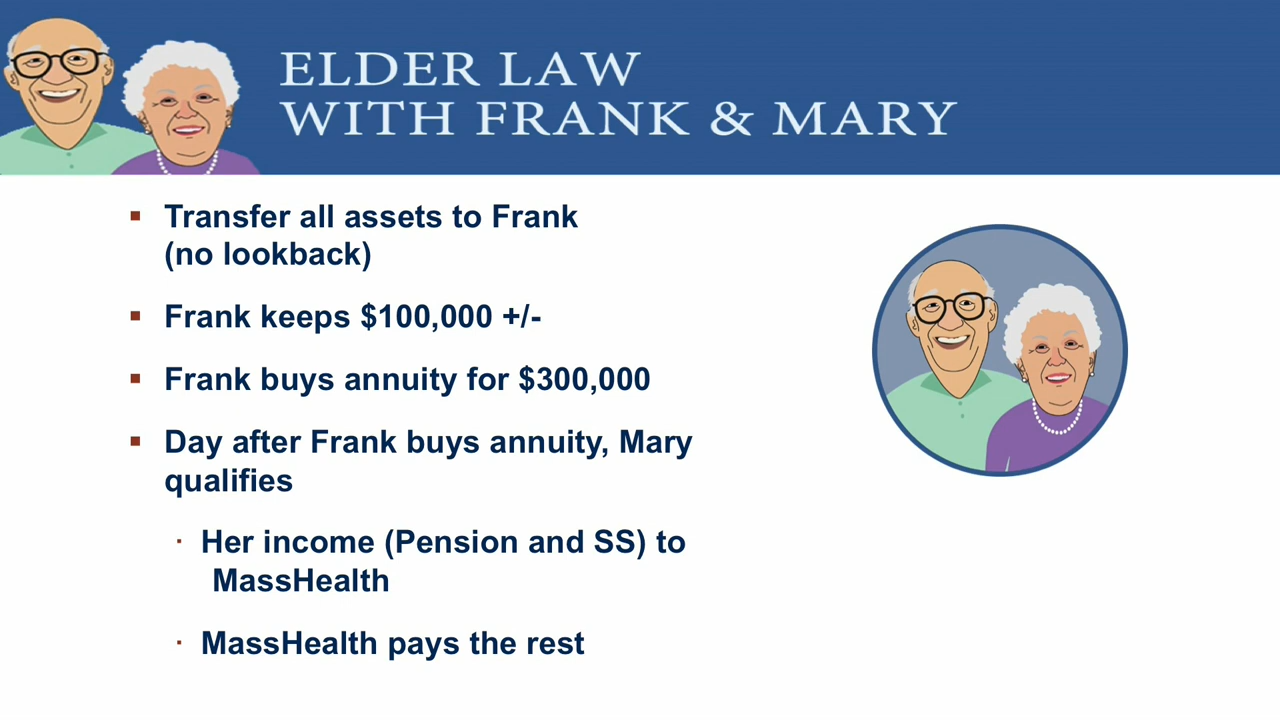 ELDER LAW
WITH FRANK & MARY
▪ Transfer all assets to Frank
(no lookback)
▪ Frank keeps $100,000 +/-
▪ Frank buys annuity for $300,000
▪ Day after Frank buys annuity, Mary
qualifies
· Her income (Pension and SS) to
MassHealth
· MassHealth pays the rest